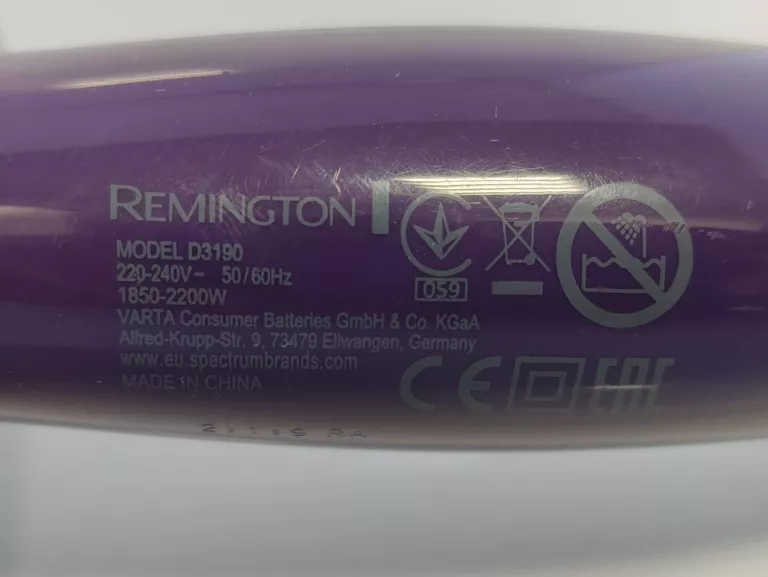 REMINGTON
MODEL D3190
220-240V~ 50/60Hz
1850-2200W
VARTA Consumer Batteries GmbH & Co. KGaA
Alfred-Krupp-Str. 9, 73479 Ellwangen, Germany
www.eu.spectrumbrands.com
MADE IN CHINA
059
CE
EAC
RA